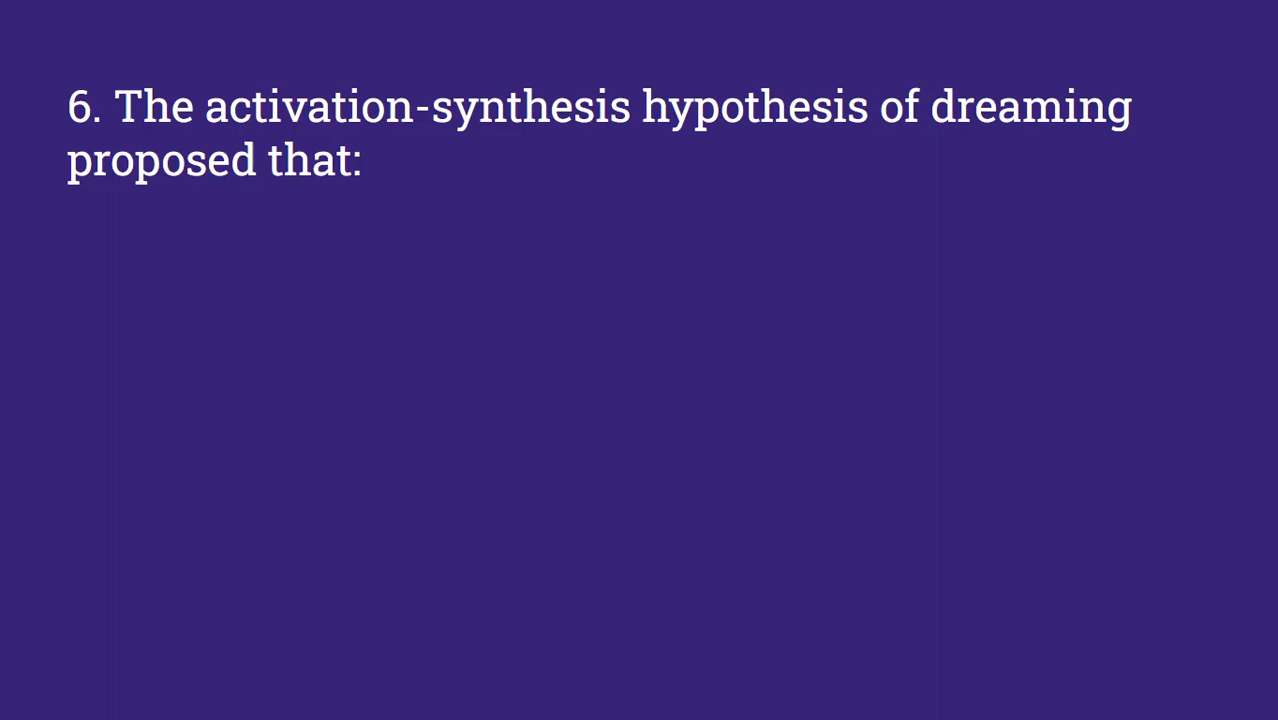 6. The activation-synthesis hypothesis of dreaming
proposed that: